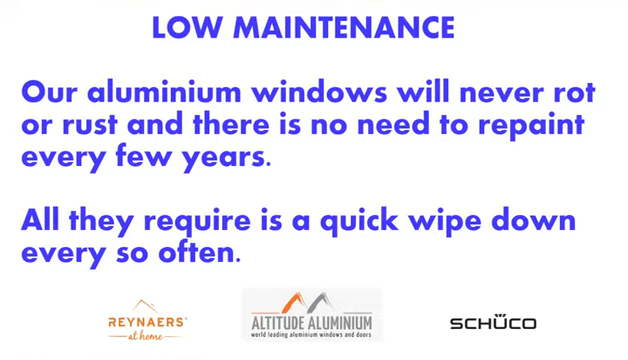 LOW MAINTENANCE
Our aluminium windows will never rot
or rust and there is no need to repaint
every few years.
All they require is a quick wipe down
every so often.
REYNAERS'
at home
ALTITUDE ALUMINIUM
world leading aluminium windows and doors
SCHÜCO